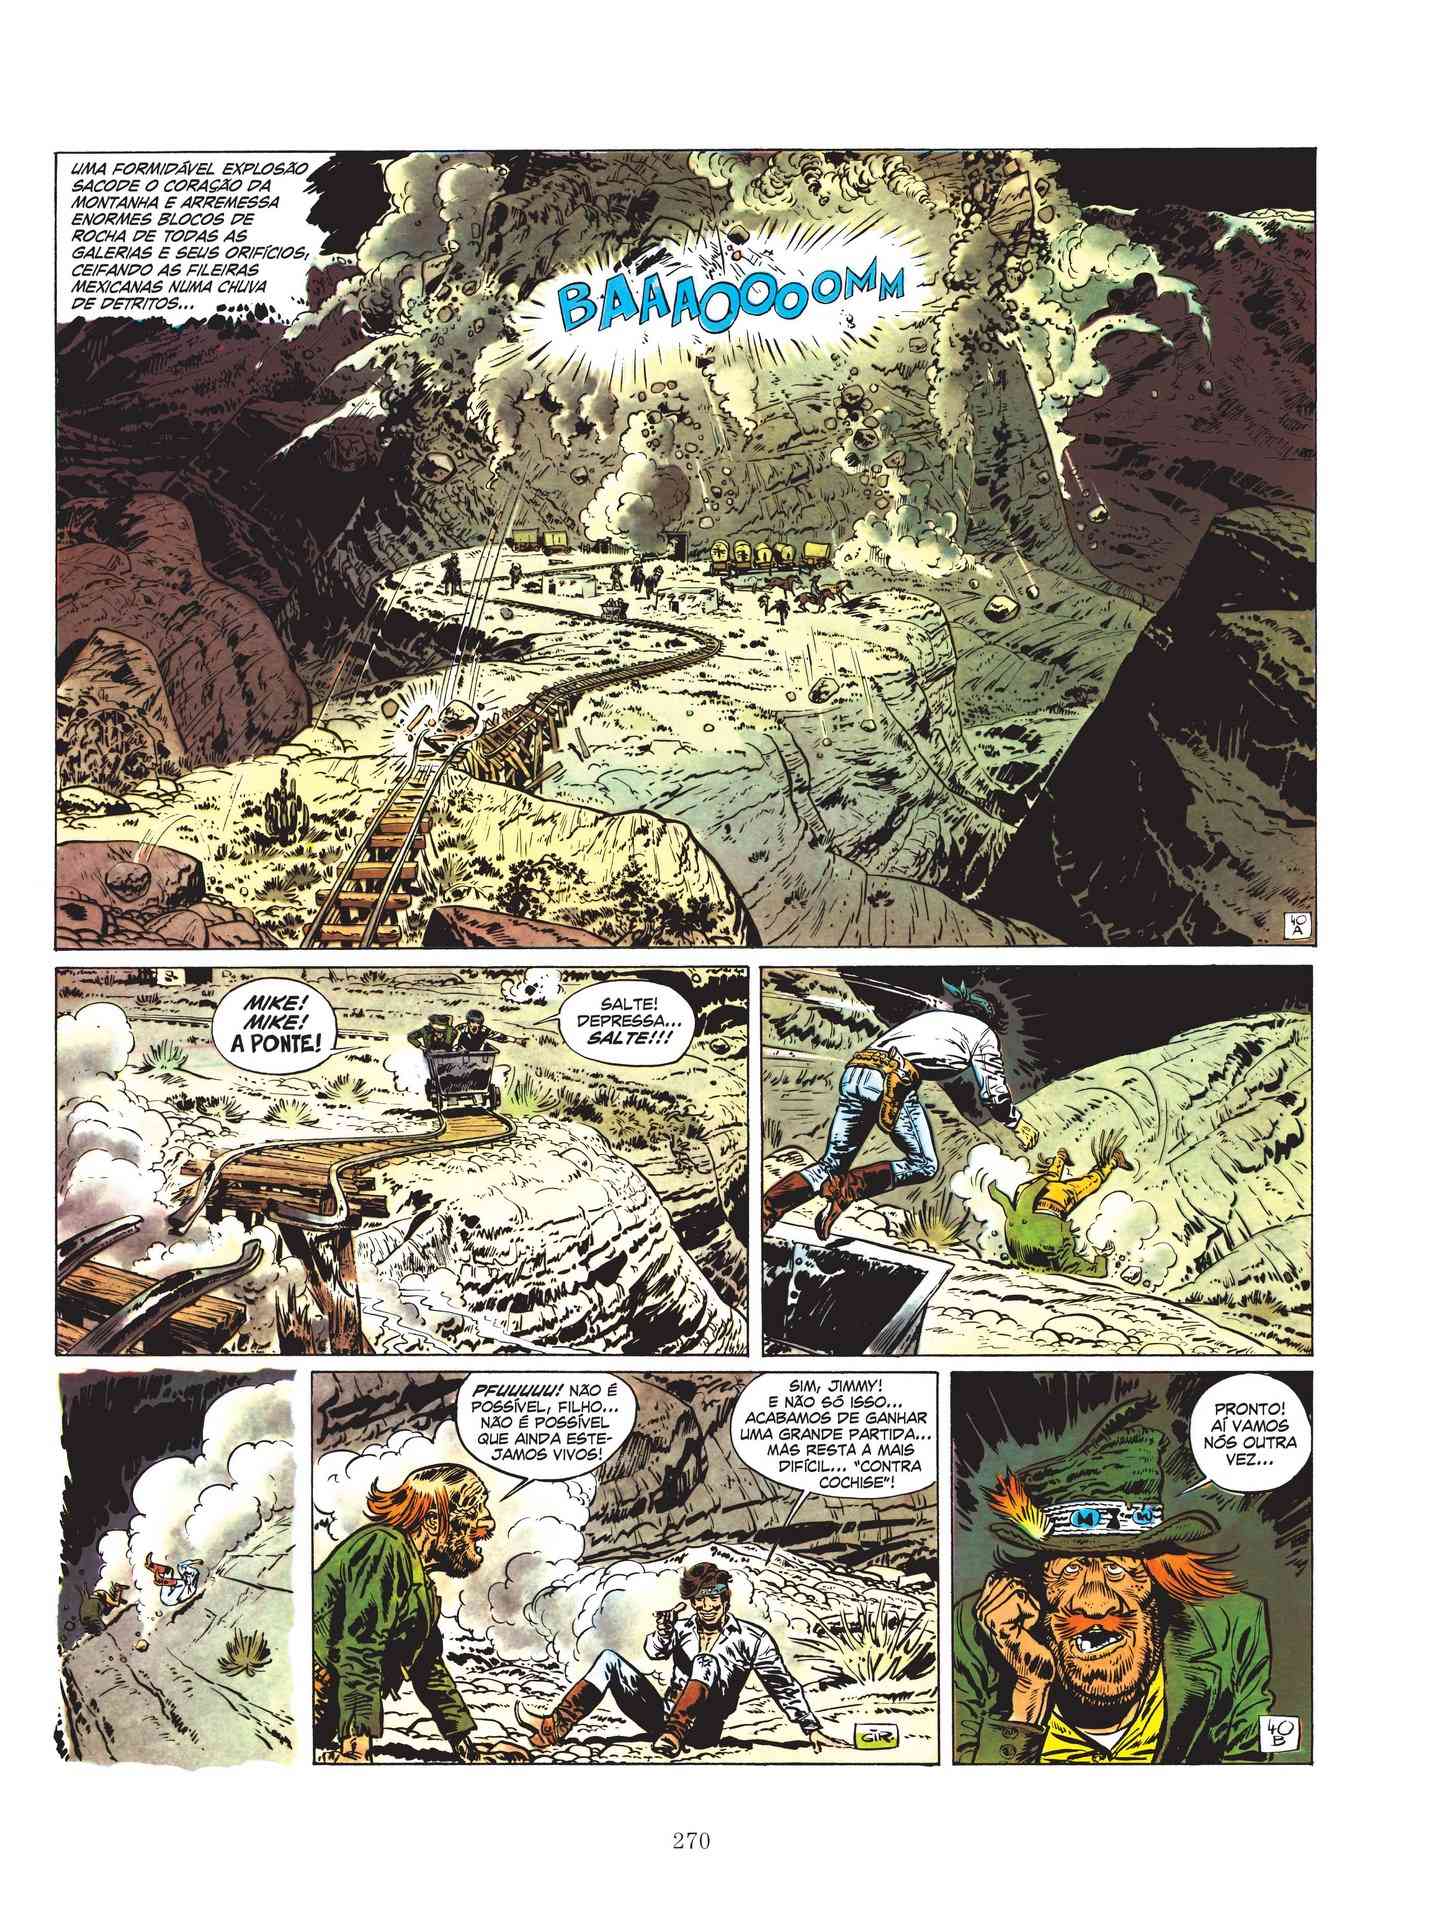 UMA FORMIDÁVEL EXPLOSÃO
SACODE O CORAÇÃO DA
MONTANHA E ARREMESSA
ENORMES BLOCOS DE
ROCHA DE TODAS AS
GALERIAS E SEUS ORIFÍCIOS,
CEIFANDO AS FILEIRAS
MEXICANAS NUMA CHUVA
DE DETRITOS...
BAAAOOOOOMM
40
A
MIKE!
MIKE!
A PONTE!
SALTE!
DEPRESSA...
SALTE!!!
PFUUUUU! NÃO É
POSSÍVEL, FILHO...
NÃO É POSSÍVEL
QUE AINDA ESTE-
JAMOS VIVOS!
SIM, JIMMY!
E NÃO SÓ ISSO...
ACABAMOS DE GANHAR
UMA GRANDE PARTIDA...
MAS RESTA A MAIS
DIFÍCIL... "CONTRA
COCHISE"!
GIR
PRONTO!
AÍ VAMOS
NÓS OUTRA
VEZ...
40
B
270